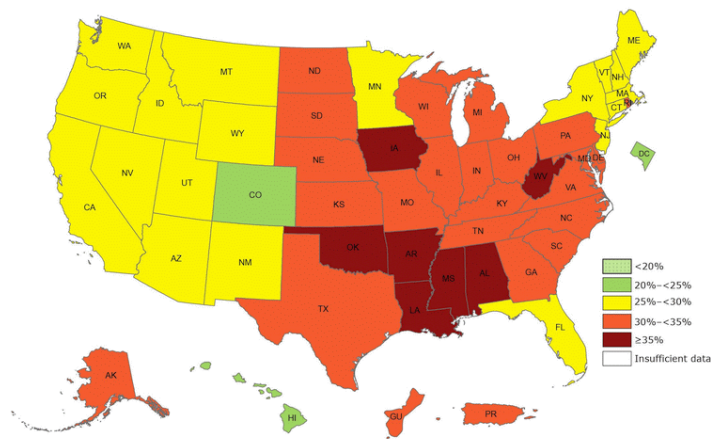 WA
MT
ND
MN
ME
VT
NH
OR
ID
SD
WI
MI
NY
MA
CT
RI
WY
IA
PA
NJ
NE
IL
IN
OH
MD
DE
DC
NV
UT
CO
WV
VA
CA
KS
MO
KY
NC
TN
AZ
NM
OK
AR
SC
MS
AL
GA
TX
LA
FL
<20%
20%–<25%
25%–<30%
30%–<35%
≥35%
Insufficient data
AK
HI
GU
PR